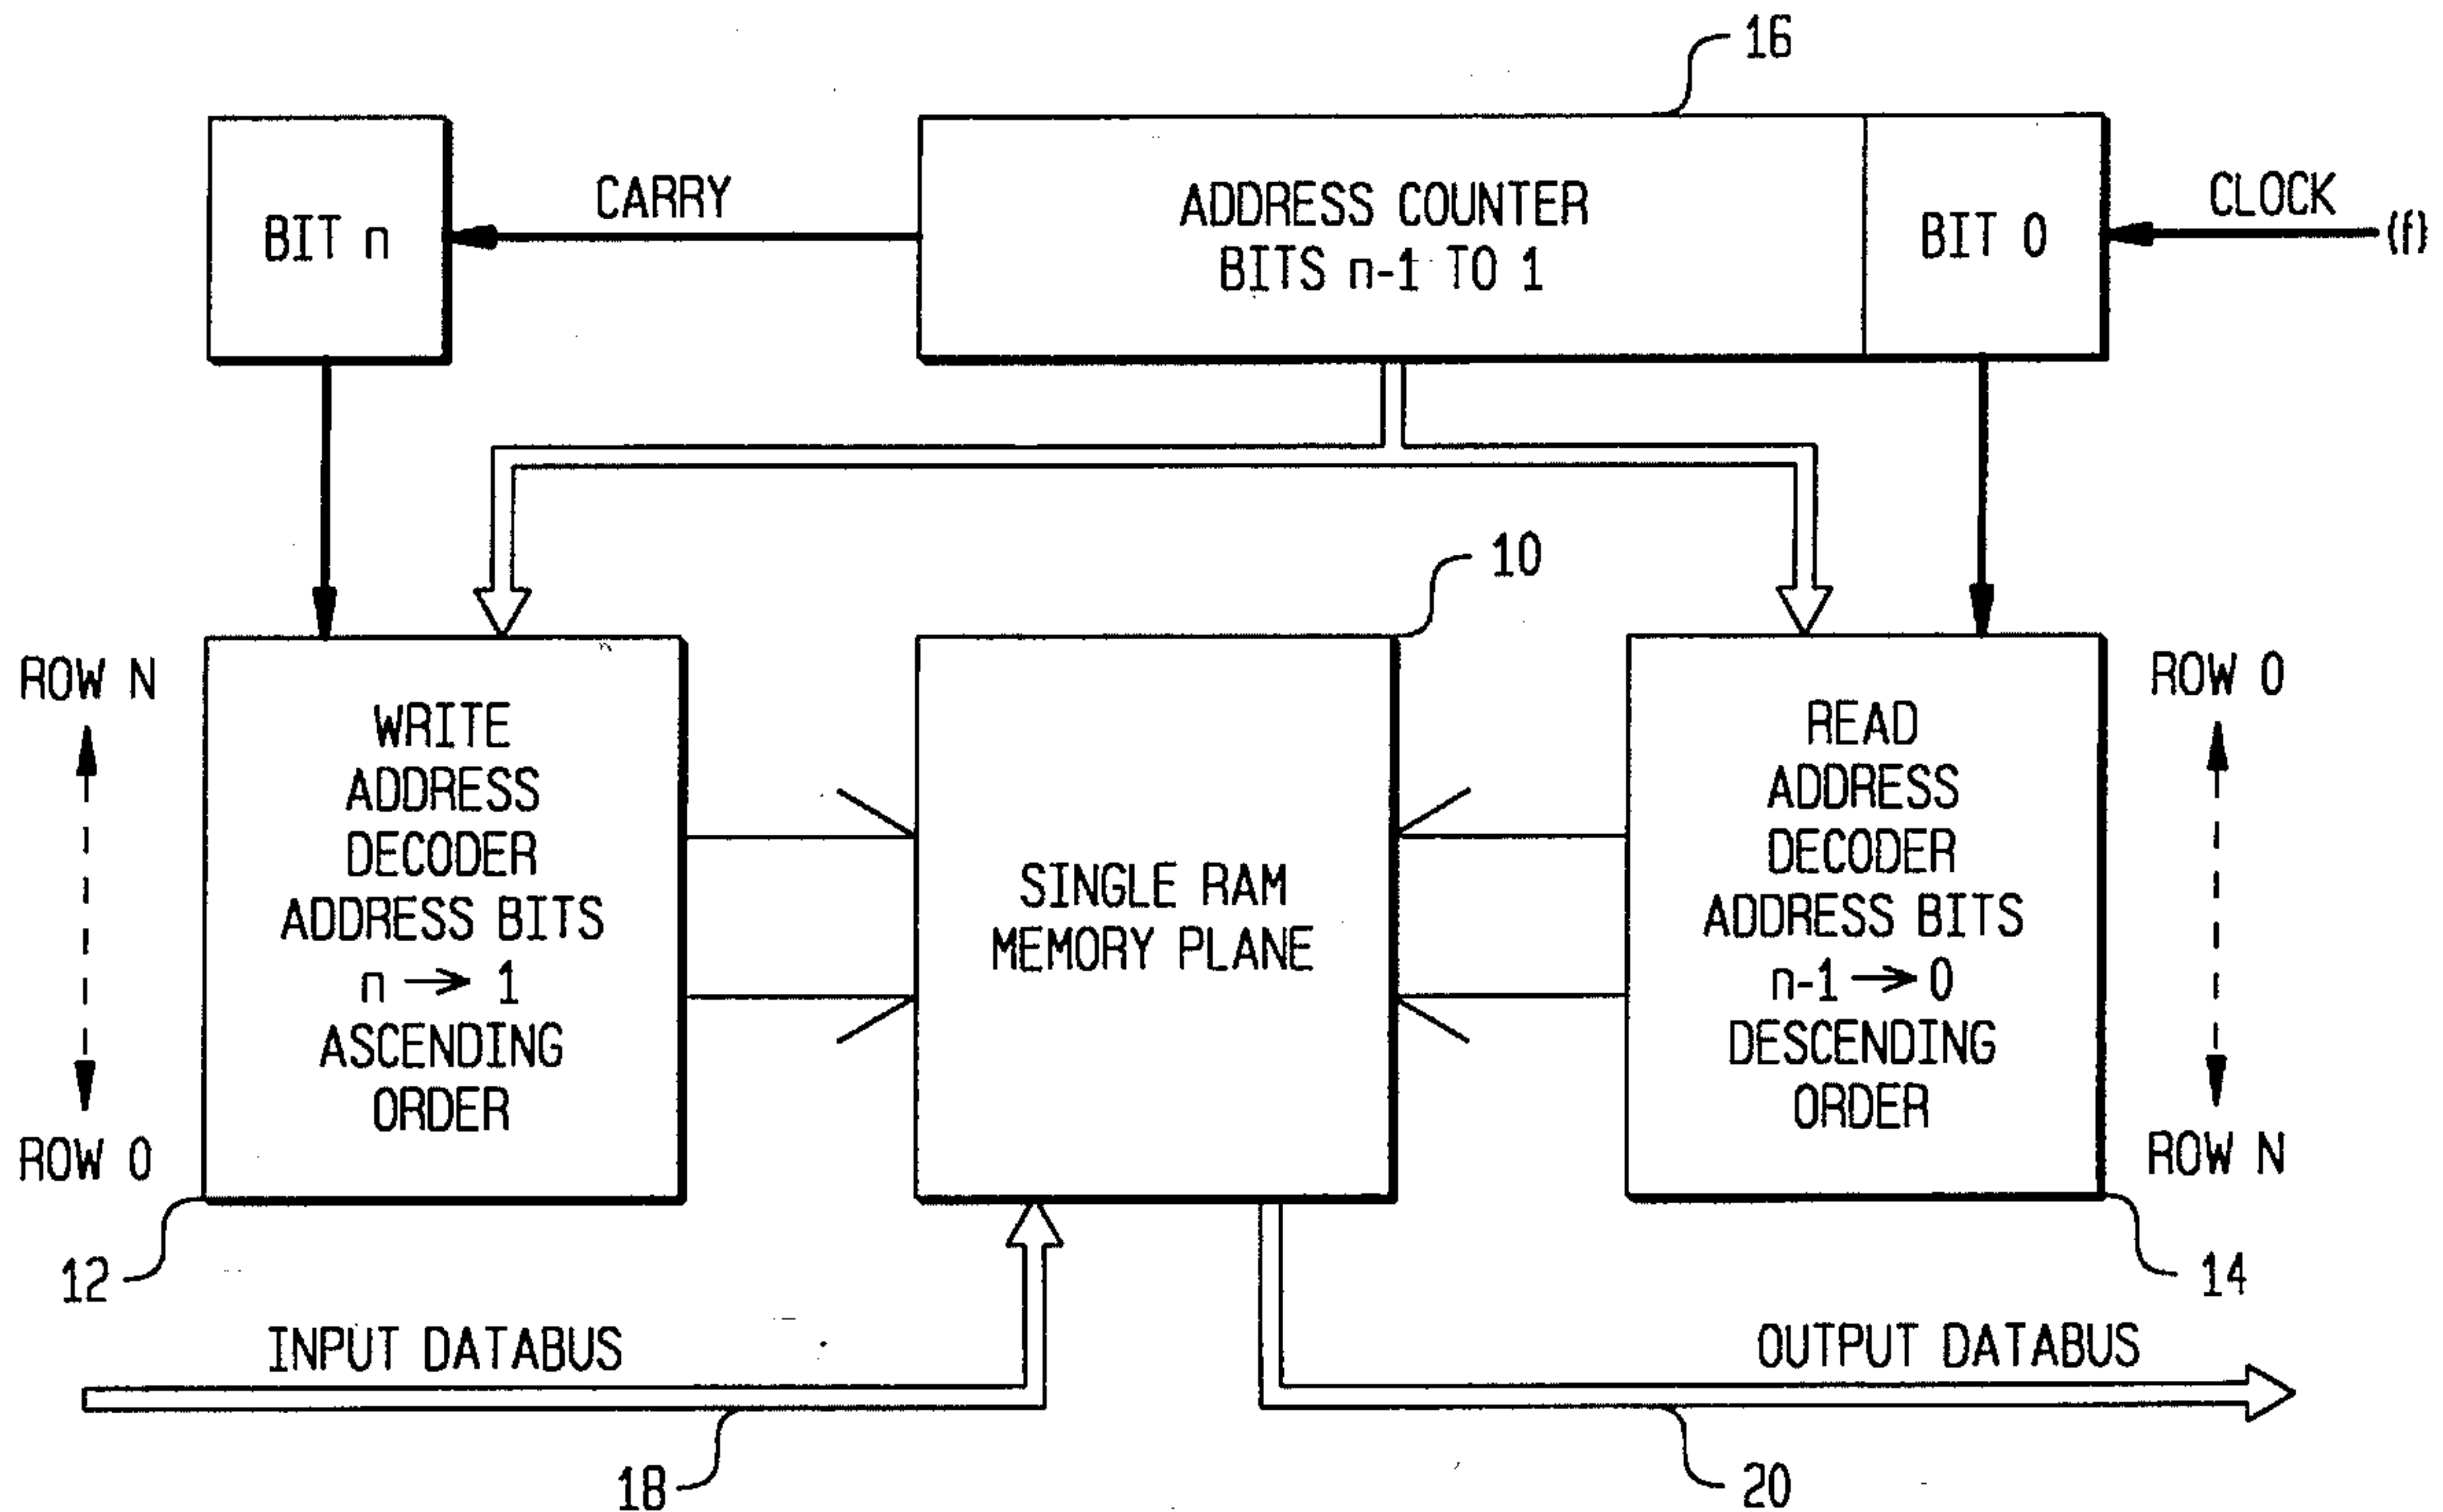 16
BIT n
CARRY
ADDRESS COUNTER
BITS n-1 TO 1
BIT 0
CLOCK
(f)
10
ROW N
ROW 0
WRITE
ADDRESS
DECODER
ADDRESS BITS
n → 1
ASCENDING
ORDER
SINGLE RAM
MEMORY PLANE
READ
ADDRESS
DECODER
ADDRESS BITS
n-1 → 0
DESCENDING
ORDER
ROW 0
ROW N
12
14
INPUT DATABUS
OUTPUT DATABUS
18
20